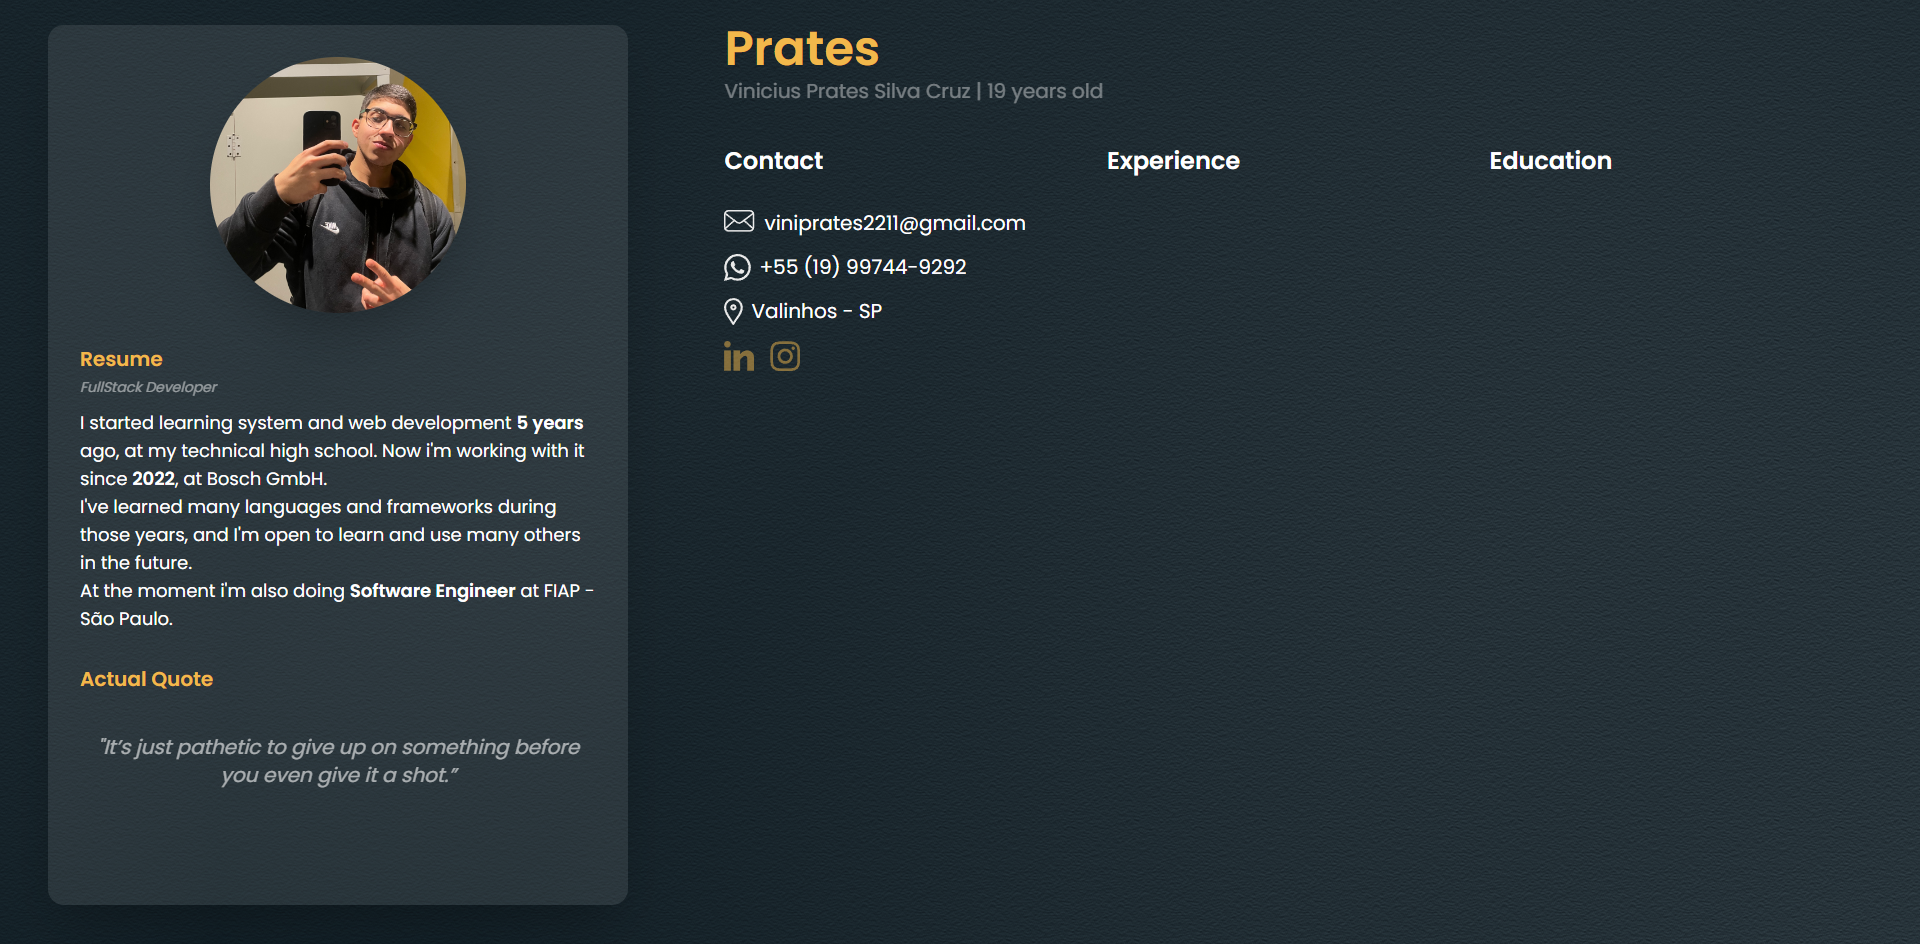 Resume
FullStack Developer
I started learning system and web development 5 years
ago, at my technical high school. Now i'm working with it
since 2022, at Bosch GmbH.
I've learned many languages and frameworks during
those years, and I'm open to learn and use many others
in the future.
At the moment i'm also doing Software Engineer at FIAP -
São Paulo.
Actual Quote
"It’s just pathetic to give up on something before
you even give it a shot.”
Prates
Vinicius Prates Silva Cruz | 19 years old
Contact
viniprates2211@gmail.com
+55 (19) 99744-9292
Valinhos - SP
in
Experience
Education